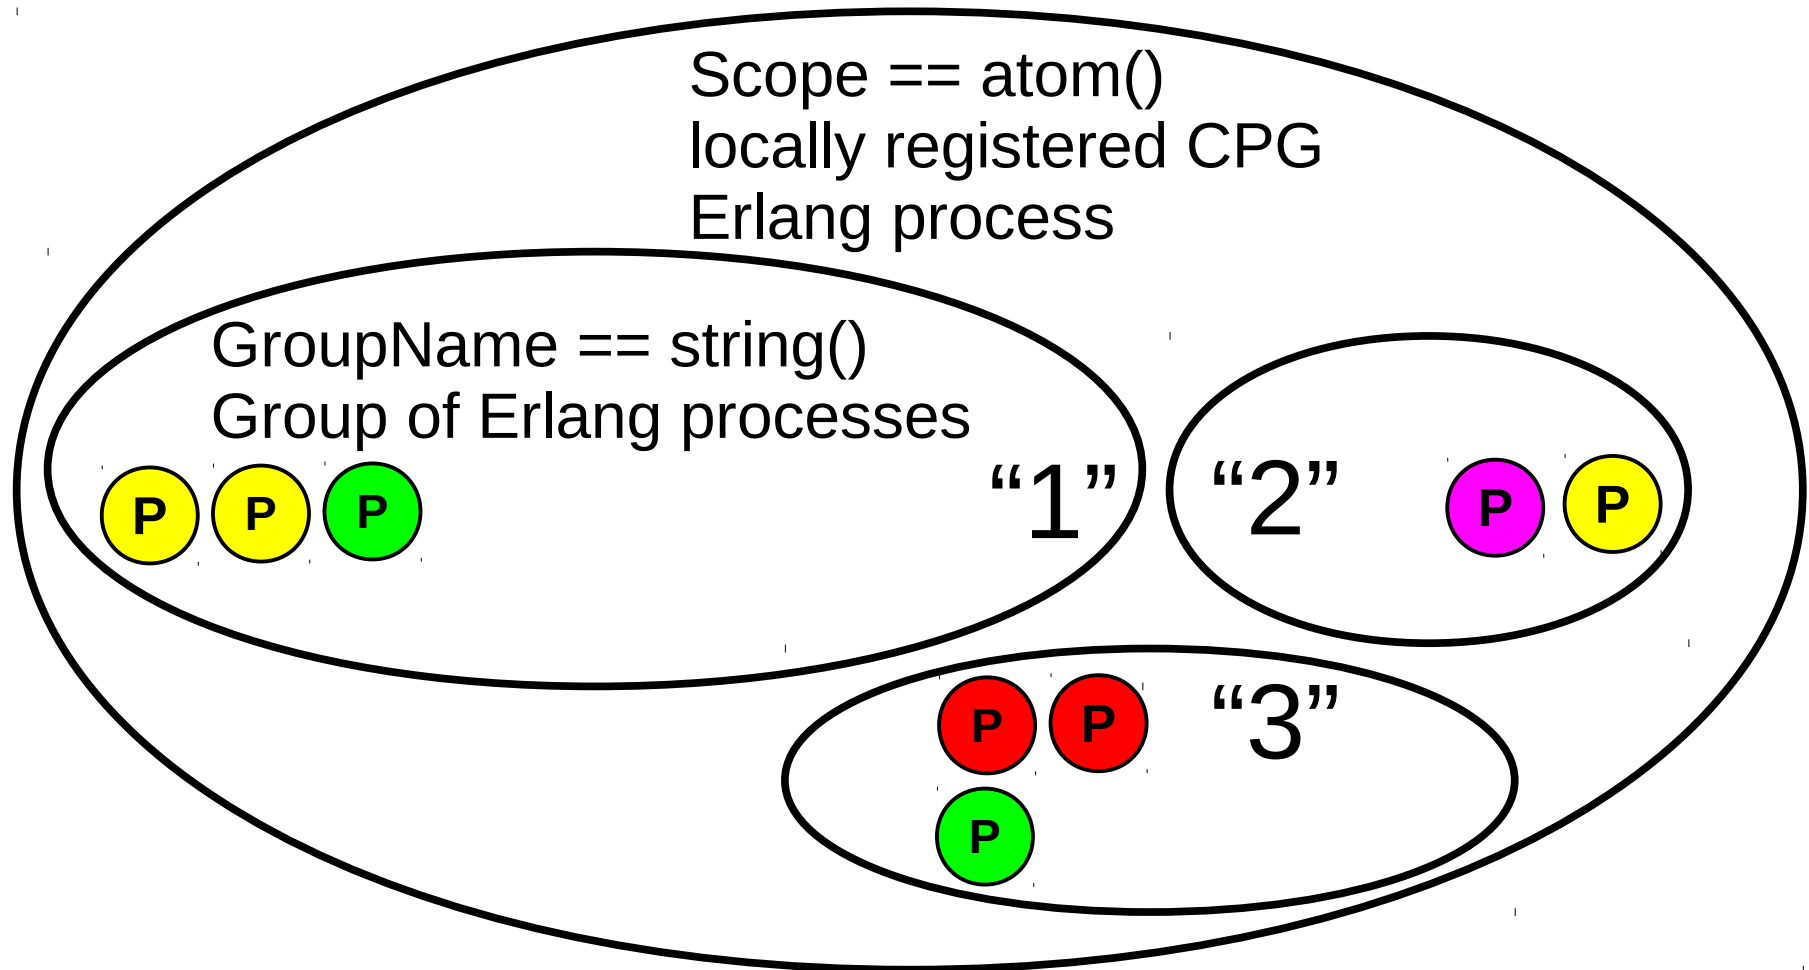 Scope == atom()
locally registered CPG
Erlang process
GroupName == string()
Group of Erlang processes
“1”
“2”
P P P
P P
“3”
P P
P